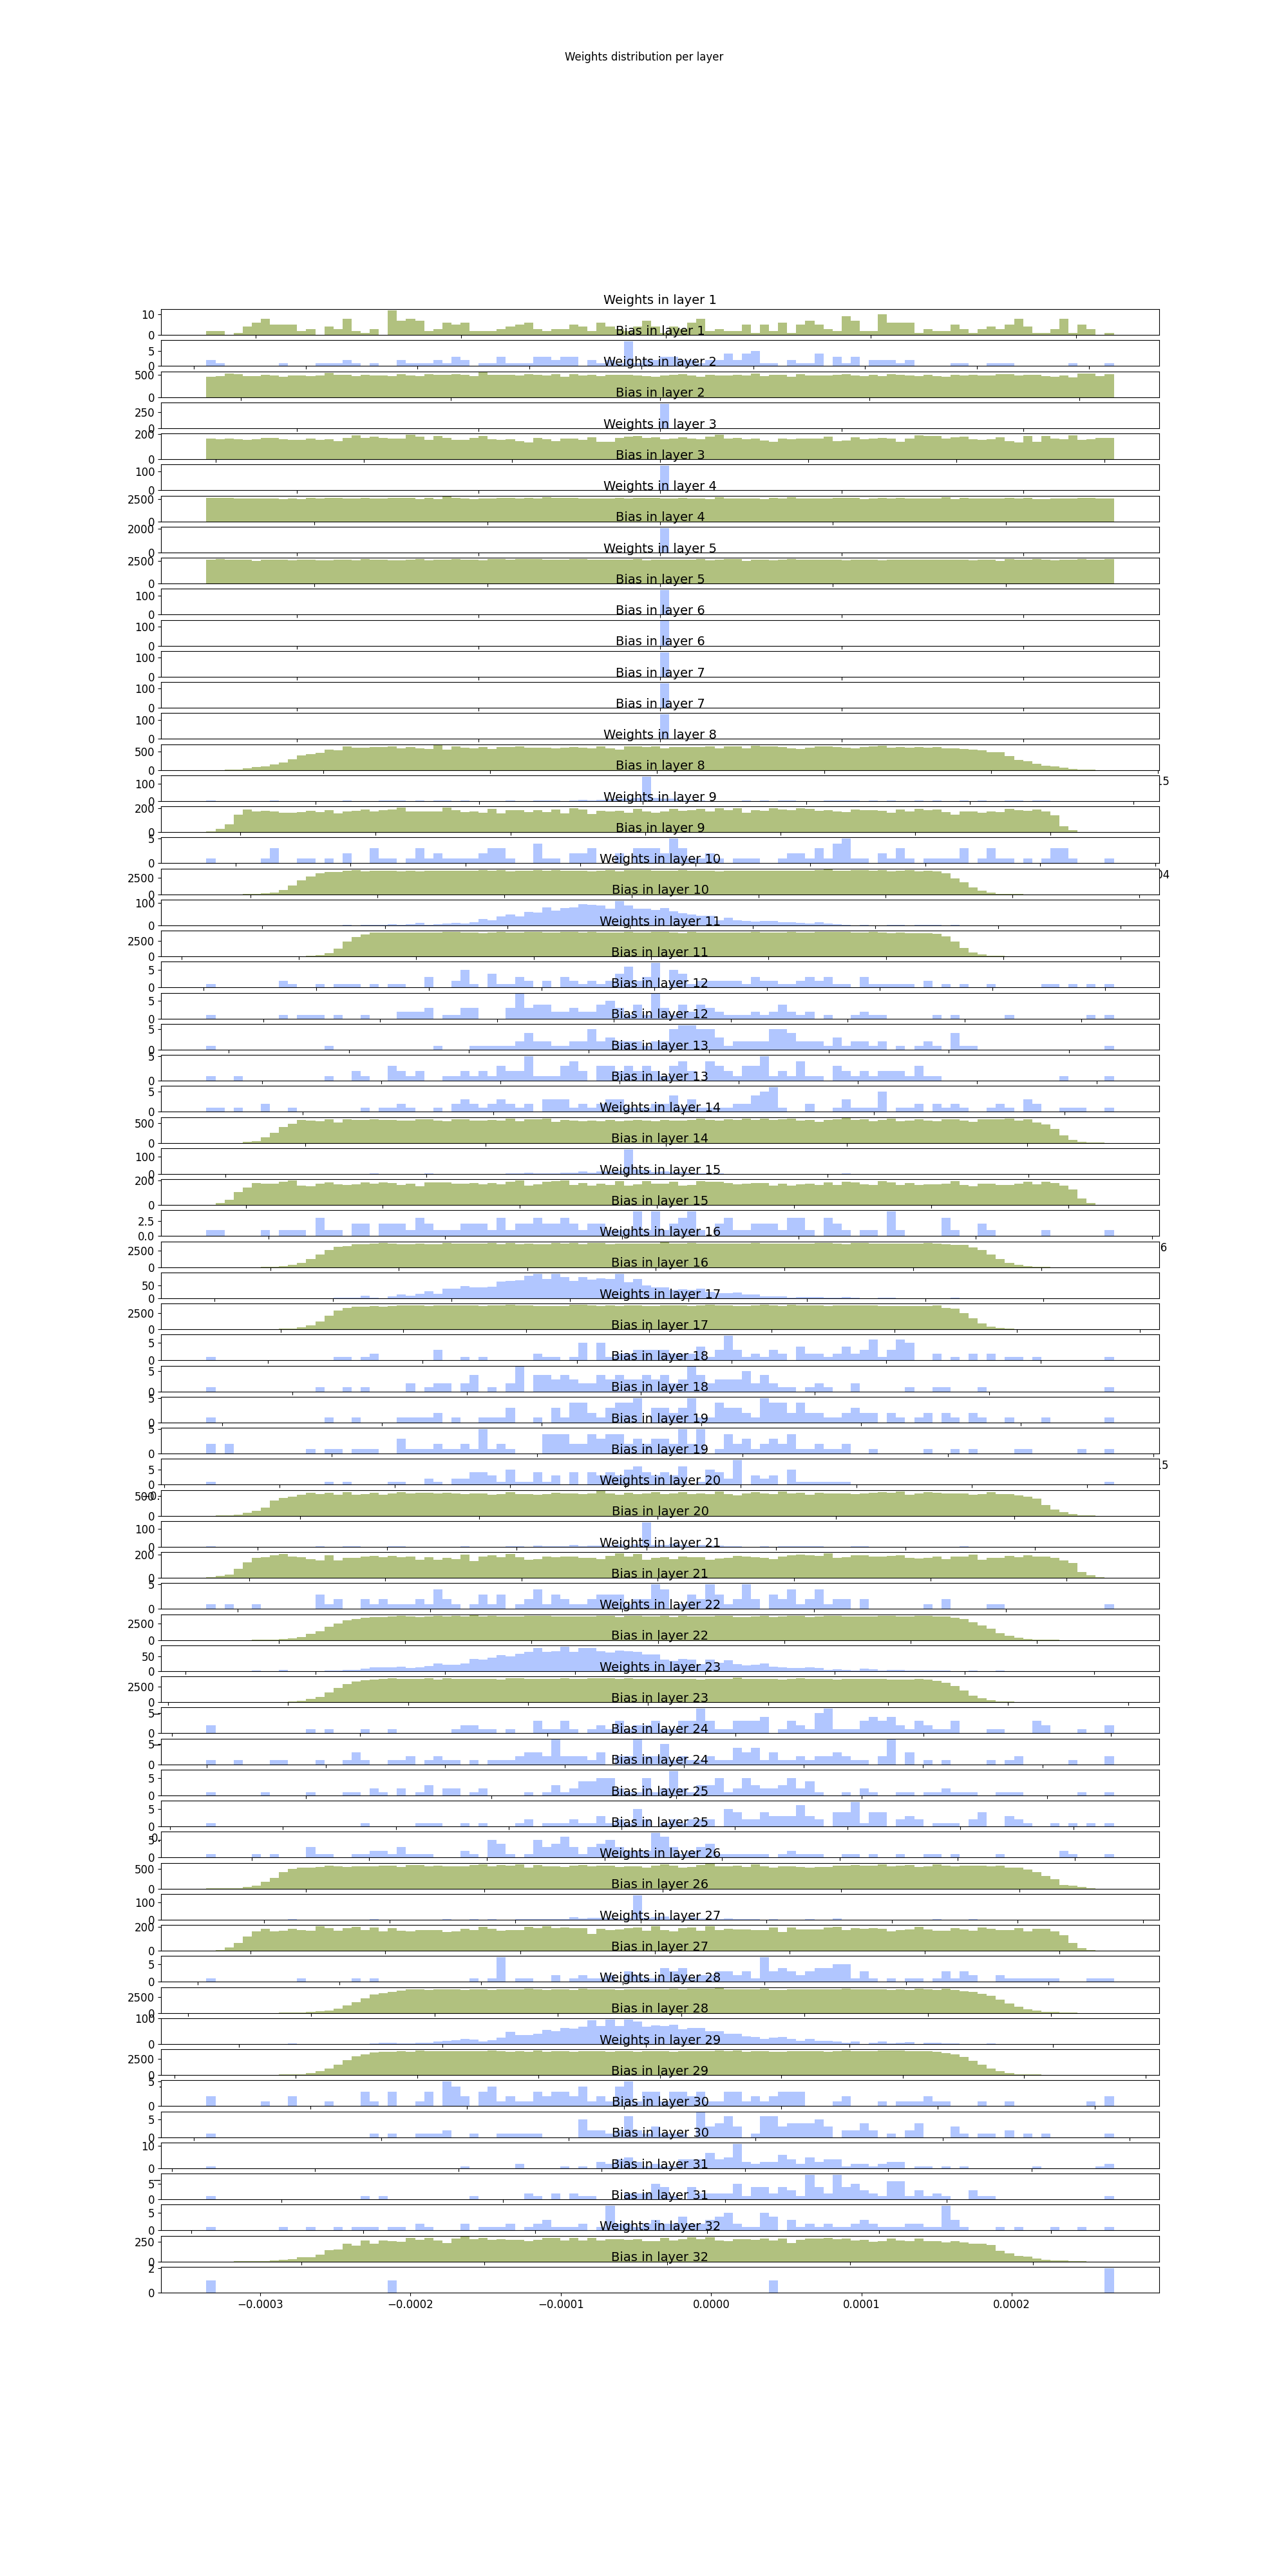 Weights distribution per layer
Weights in layer 1
10
0
Bias in layer 1
5
0
Weights in layer 2
500
0
Bias in layer 2
250
0
Weights in layer 3
200
0
Bias in layer 3
100
0
Weights in layer 4
2500
0
Bias in layer 4
2000
0
Weights in layer 5
2500
0
Bias in layer 5
100
0
Bias in layer 6
100
0
Bias in layer 6
100
0
Bias in layer 7
100
0
Bias in layer 7
100
0
Weights in layer 8
500
0
Bias in layer 8
100
0
Weights in layer 9
200
0
Bias in layer 9
5
0
Weights in layer 10
2500
0
Bias in layer 10
100
0
Weights in layer 11
2500
0
Bias in layer 11
5
0
Bias in layer 12
5
0
Bias in layer 12
5
0
Bias in layer 13
5
0
Bias in layer 13
5
0
Weights in layer 14
500
0
Bias in layer 14
100
0
Weights in layer 15
200
0
Bias in layer 15
2.5
0.0
Weights in layer 16
2500
0
Bias in layer 16
50
0
Weights in layer 17
2500
0
Bias in layer 17
5
0
Bias in layer 18
5
0
Bias in layer 18
5
0
Bias in layer 19
5
0
Bias in layer 19
5
0
Weights in layer 20
500
0
Bias in layer 20
100
0
Weights in layer 21
200
0
Bias in layer 21
5
0
Weights in layer 22
2500
0
Bias in layer 22
50
0
Weights in layer 23
2500
0
Bias in layer 23
5
0
Bias in layer 24
5
0
Bias in layer 24
5
0
Bias in layer 25
5
0
Bias in layer 25
5
0
Weights in layer 26
500
0
Bias in layer 26
100
0
Weights in layer 27
200
0
Bias in layer 27
5
0
Weights in layer 28
2500
0
Bias in layer 28
100
0
Weights in layer 29
2500
0
Bias in layer 29
5
0
Bias in layer 30
5
0
Bias in layer 30
10
0
Bias in layer 31
5
0
Bias in layer 31
5
0
Weights in layer 32
250
0
Bias in layer 32
2
0
−0.0003 −0.0002 −0.0001 0.0000 0.0001 0.0002